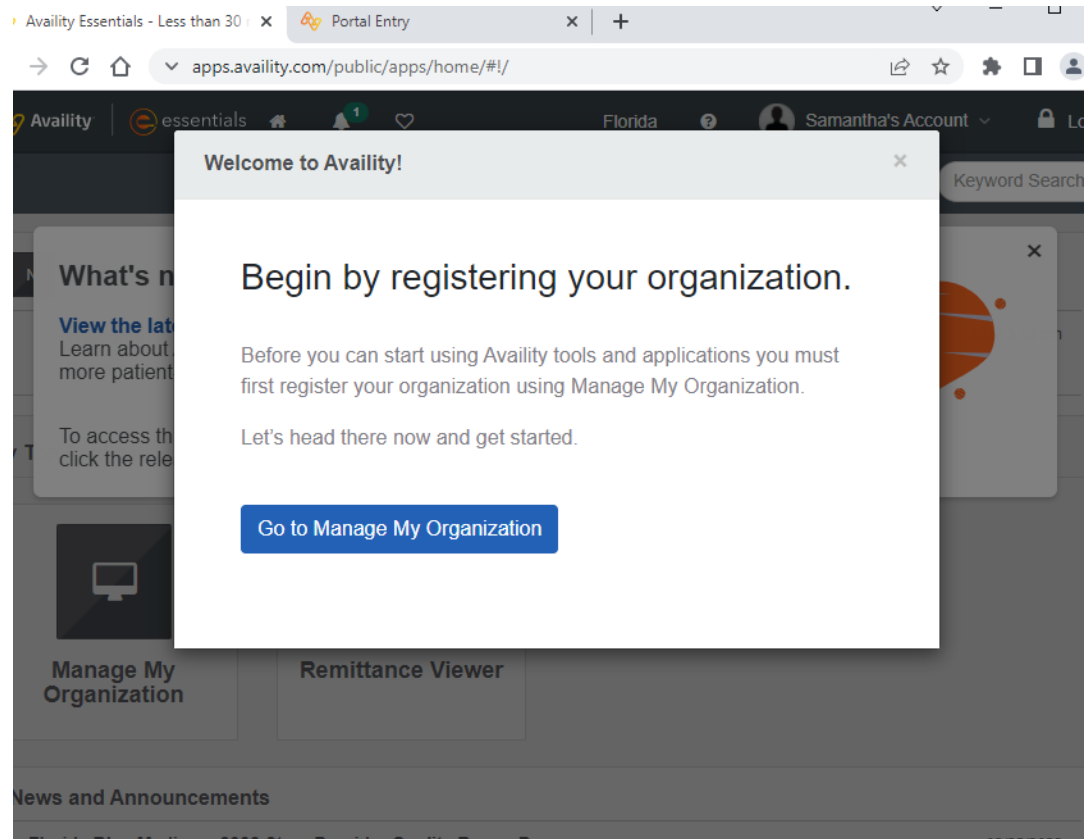 Availity Essentials - Less than 30
Portal Entry
apps.availity.com/public/apps/home/#!/
Availity essentials 1 Florida Samantha's Account
Welcome to Availity!
Keyword Search
What's n
Begin by registering your organization.
View the lat
Learn about
more patient
Before you can start using Availity tools and applications you must
first register your organization using Manage My Organization.
To access th
click the rele
Let's head there now and get started.
Go to Manage My Organization
Manage My
Organization
Remittance Viewer
News and Announcements